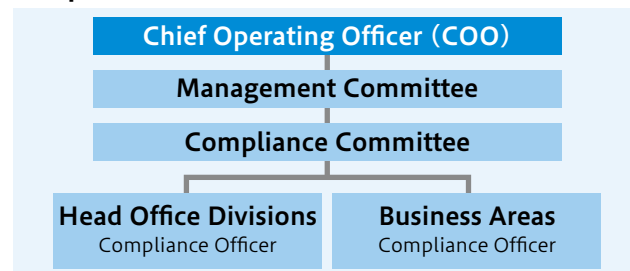 Chief Operating Officer (COO)
Management Committee
Compliance Committee
Head Office Divisions
Compliance Officer
Business Areas
Compliance Officer